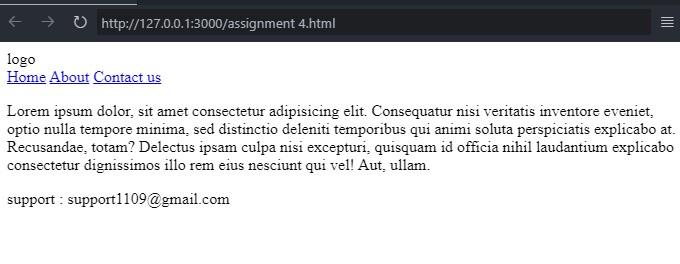 http://127.0.0.1:3000/assignment 4.html
logo
Home About Contact us
Lorem ipsum dolor, sit amet consectetur adipisicing elit. Consequatur nisi veritatis inventore eveniet,
optio nulla tempore minima, sed distinctio deleniti temporibus qui animi soluta perspiciatis explicabo at.
Recusandae, totam? Delectus ipsam culpa nisi excepturi, quisquam id officia nihil laudantium explicabo
consectetur dignissimos illo rem eius nesciunt qui vel! Aut, ullam.
support : support1109@gmail.com